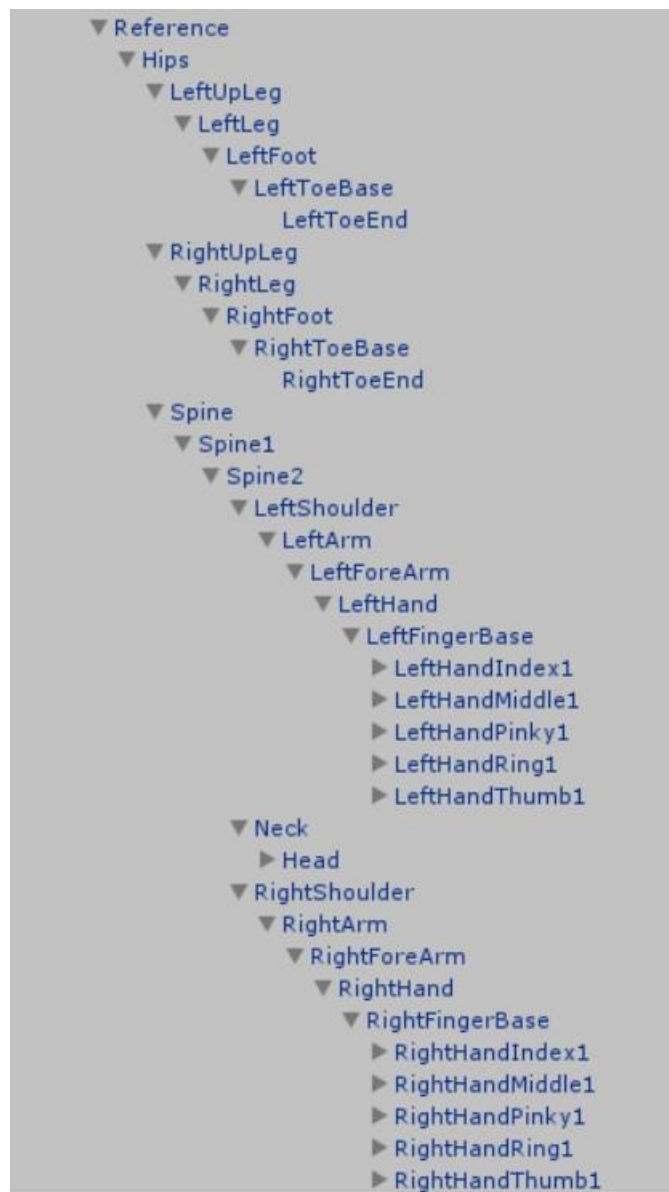 Reference
Hips
LeftUpLeg
LeftLeg
LeftFoot
LeftToeBase
LeftToeEnd
RightUpLeg
RightLeg
RightFoot
RightToeBase
RightToeEnd
Spine
Spine1
Spine2
LeftShoulder
LeftArm
LeftForeArm
LeftHand
LeftFingerBase
LeftHandIndex1
LeftHandMiddle1
LeftHandPinky1
LeftHandRing1
LeftHandThumb1
Neck
Head
RightShoulder
RightArm
RightForeArm
RightHand
RightFingerBase
RightHandIndex1
RightHandMiddle1
RightHandPinky1
RightHandRing1
RightHandThumb1